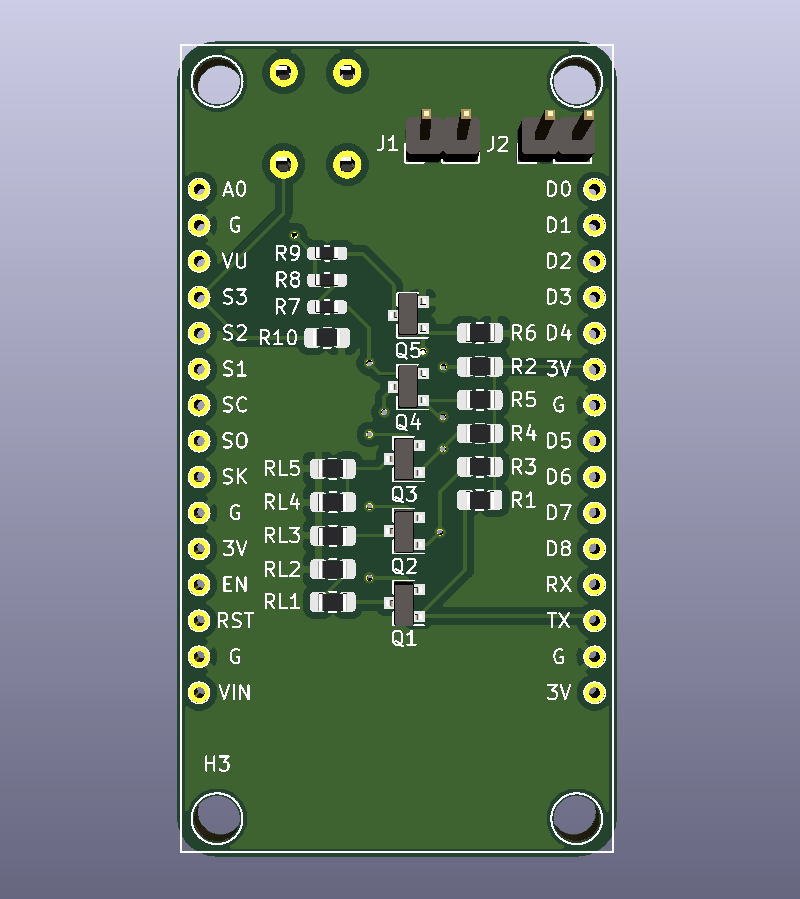 J1 J2
A0 D0
G D1
VU R9 D2
R8
S3 R7 D3
S2 R10 R6 D4
Q5
S1 R2 3V
SC R5 G
Q4
SO R4 D5
RL5 R3
SK D6
Q3
RL4 R1
G D7
RL3
3V D8
Q2
RL2
EN RX
RL1
RST TX
Q1
G G
VIN 3V
H3